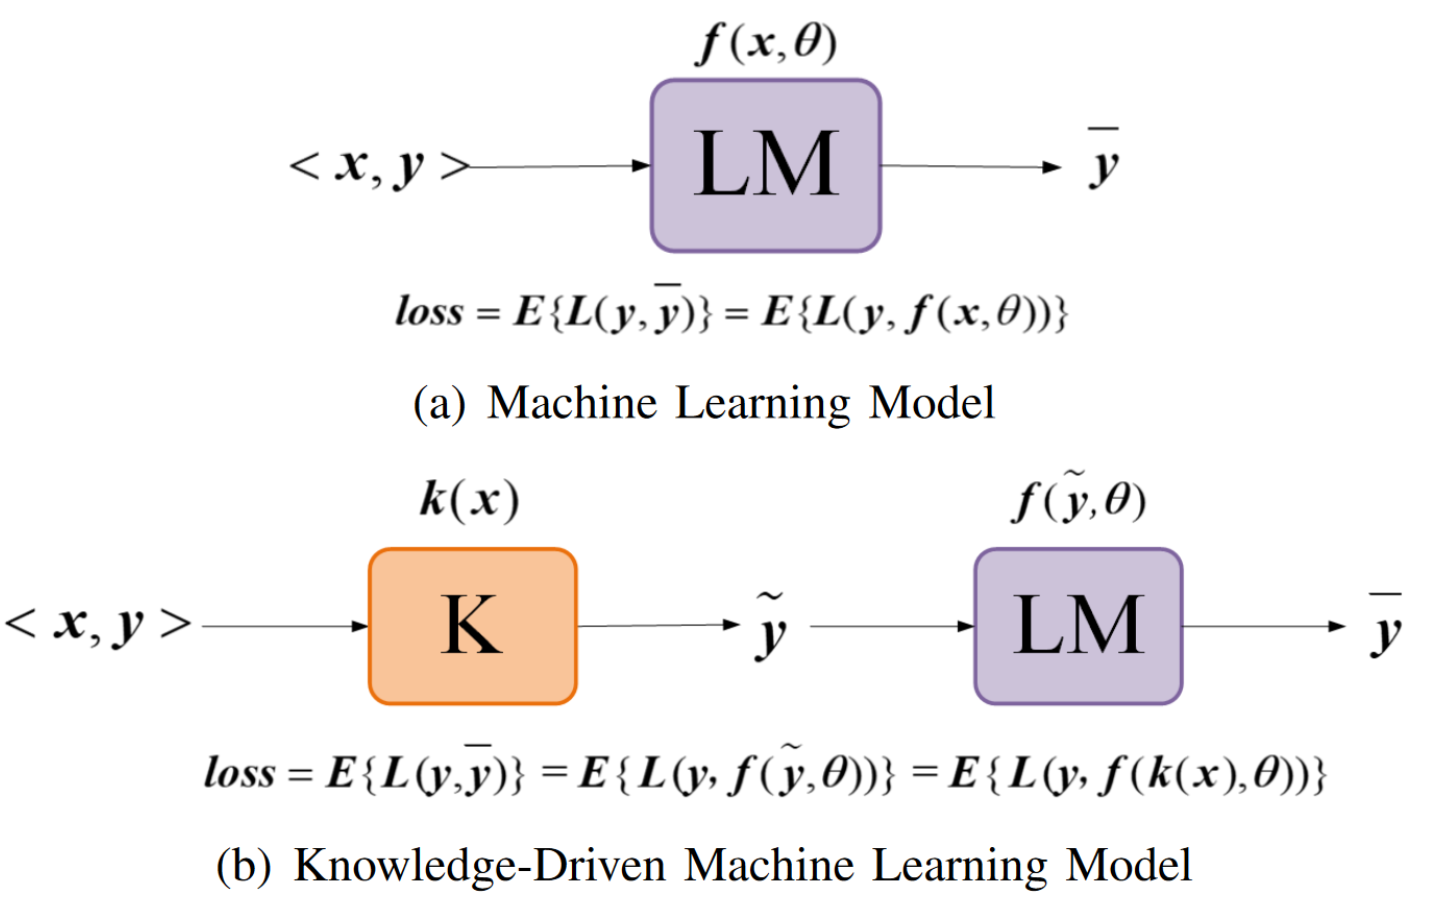 f(x,θ)
<x,y> LM ȳ
loss = E{L(y,ȳ)} = E{L(y,f(x,θ))}
(a) Machine Learning Model
k(x) f(ỹ,θ)
<x,y> K ỹ LM ȳ
loss = E{L(y,ȳ)} = E{L(y,f(ỹ,θ))} = E{L(y,f(k(x),θ))}
(b) Knowledge-Driven Machine Learning Model